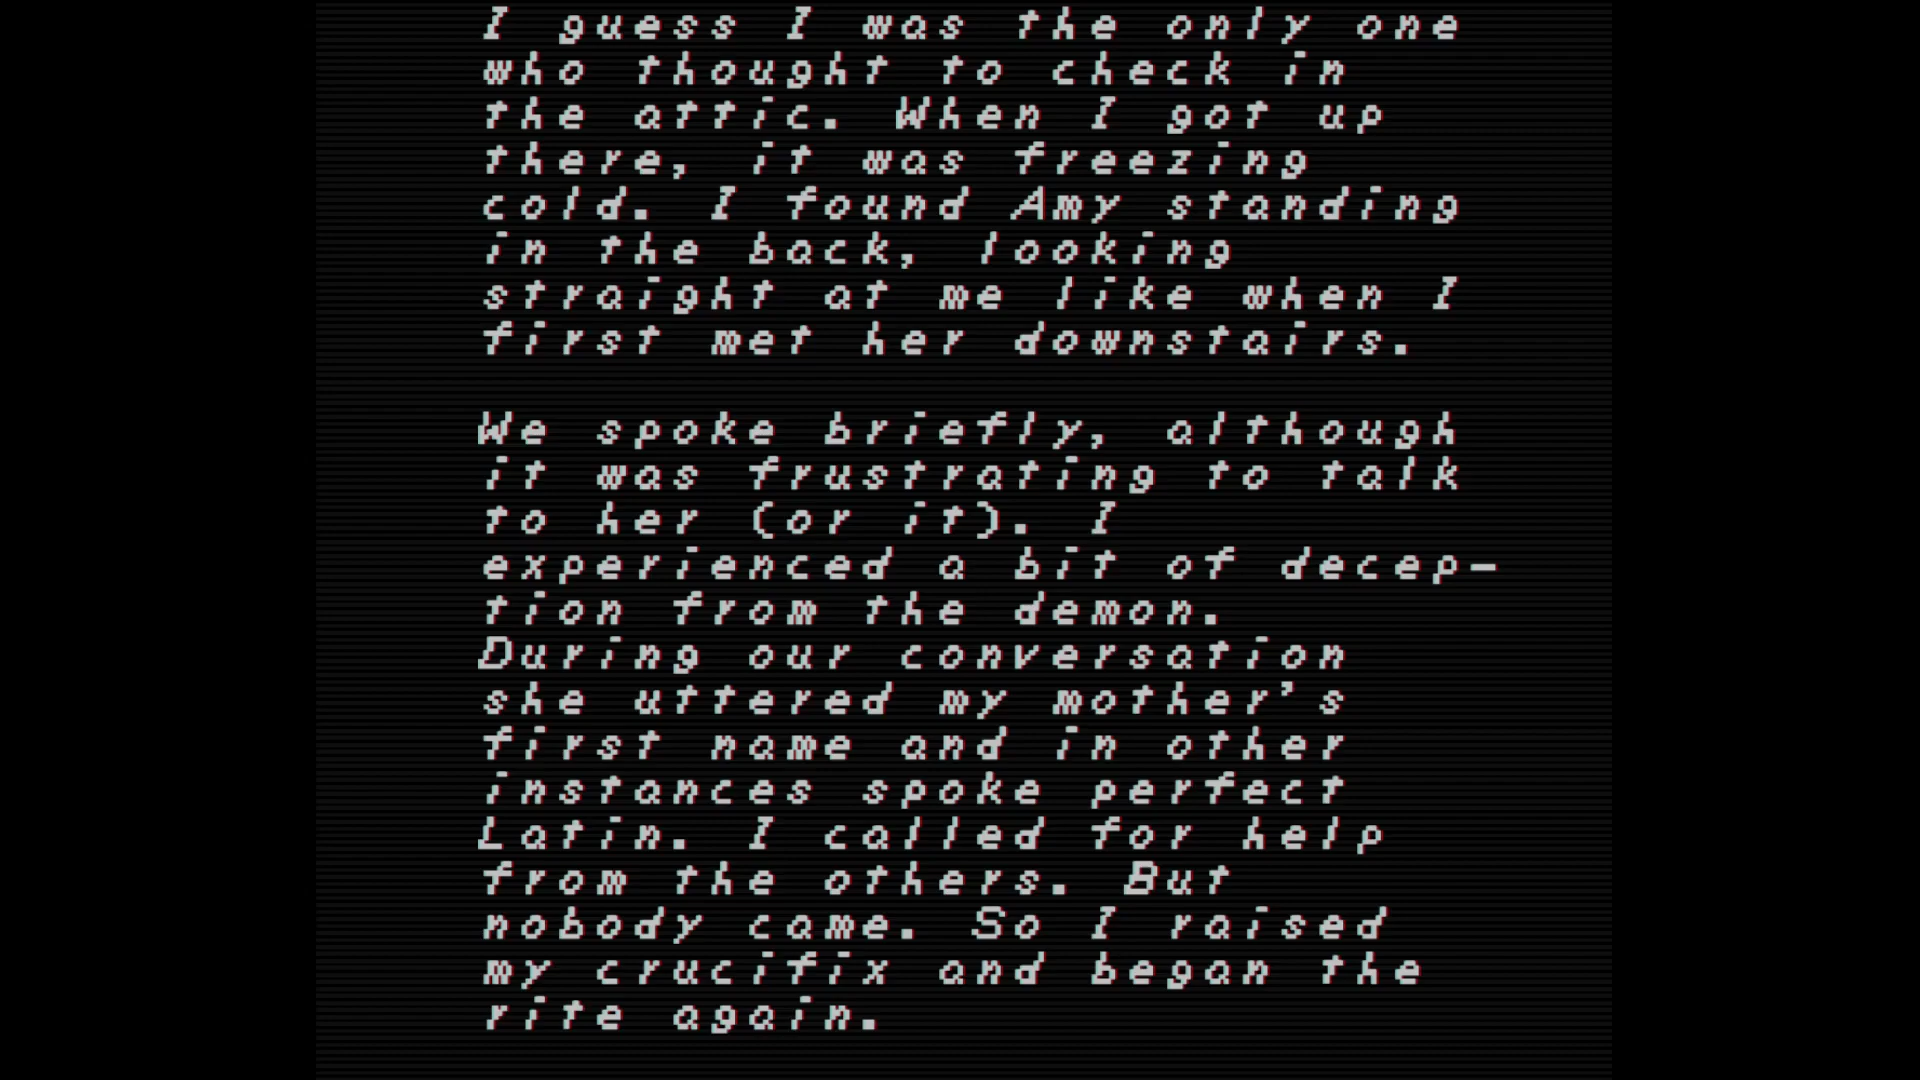 I guess I was the only one
who thought to check in
the attic. When I got up
there, it was freezing
cold. I found Amy standing
in the back, looking
straight at me like when I
first met her downstairs.
We spoke briefly, although
it was frustrating to talk
to her (or it). I
experienced a bit of decep-
tion from the demon.
During our conversation
she uttered my mother's
first name and in other
instances spoke perfect
Latin. I called for help
from the others. But
nobody came. So I raised
my crucifix and began the
rite again.